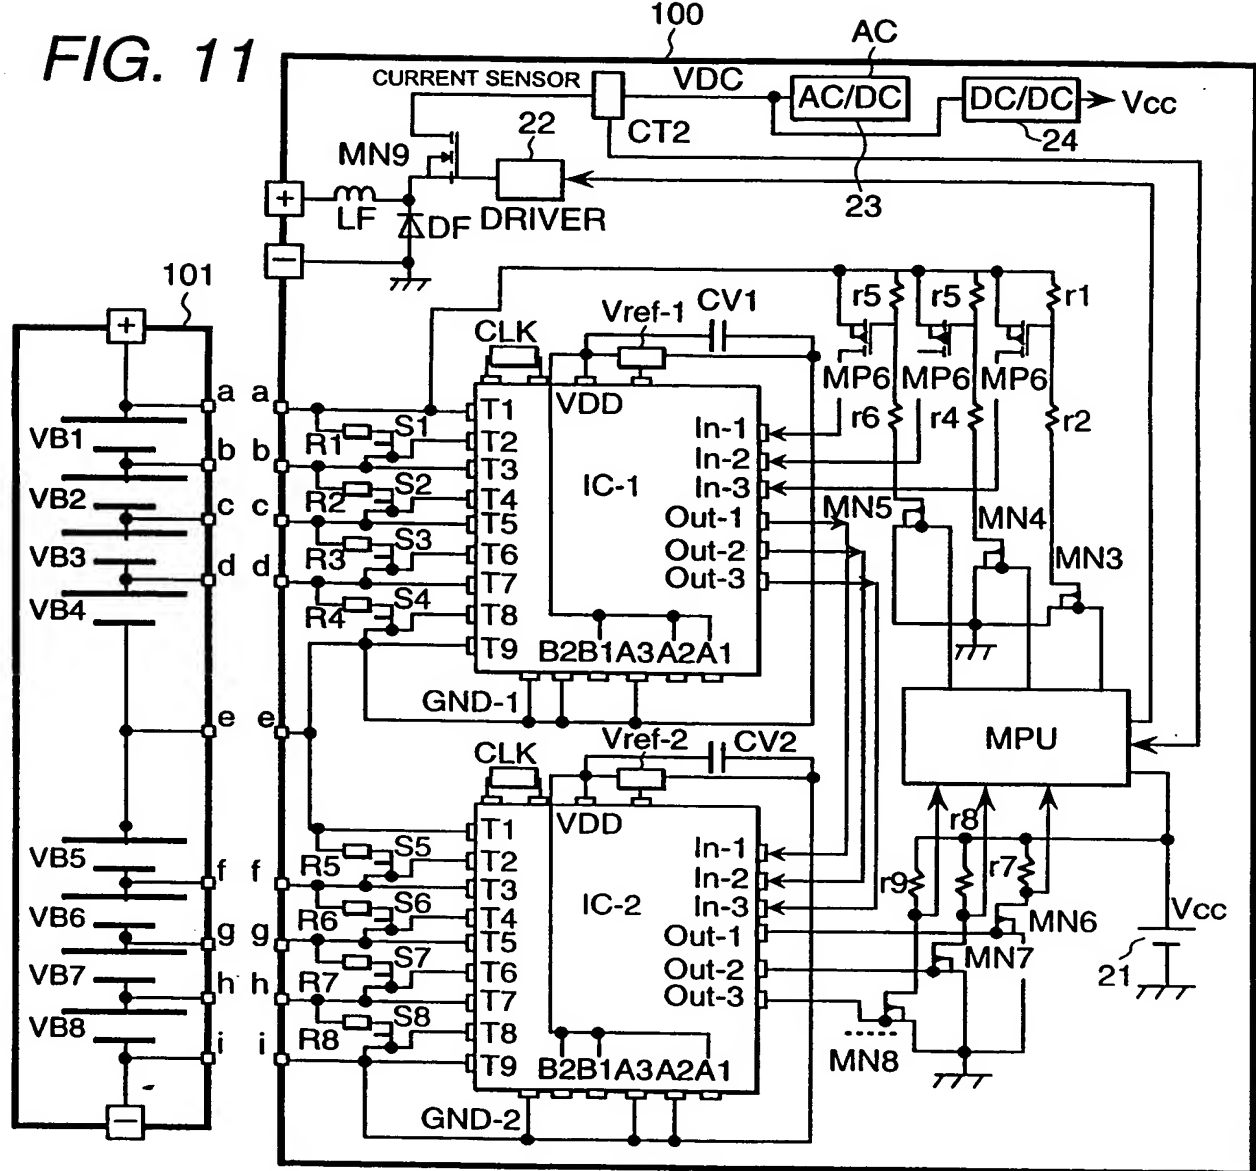 FIG. 11
100
AC
CURRENT SENSOR
VDC
AC/DC
DC/DC
Vcc
CT2
22
24
MN9
23
+
LF
DF
DRIVER
−
101
+
CLK
Vref-1
CV1
r5
r5
r1
a
a
VDD
MP6
MP6
MP6
T1
VB1
R1
S1
T2
In-1
r6
r4
r2
b
b
T3
In-2
VB2
R2
S2
T4
IC-1
In-3
c
c
T5
Out-1
MN5
MN4
VB3
R3
S3
T6
Out-2
MN3
d
d
T7
Out-3
VB4
R4
S4
T8
T9
B2
B1
A3
A2
A1
GND-1
e
e
MPU
CLK
Vref-2
CV2
VDD
r8
T1
VB5
R5
S5
T2
In-1
r9
r7
f
f
T3
In-2
VB6
R6
S6
T4
IC-2
In-3
MN6
Vcc
g
g
T5
Out-1
VB7
R7
S7
T6
Out-2
MN7
21
h
h
T7
Out-3
VB8
R8
S8
T8
MN8
i
i
T9
B2
B1
A3
A2
A1
−
GND-2